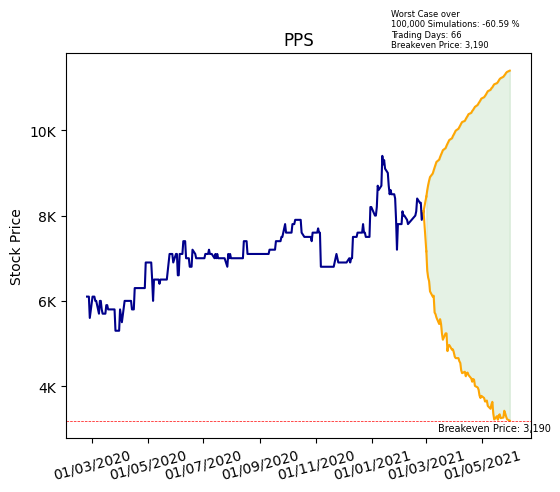 Worst Case over
100,000 Simulations: -60.59 %
Trading Days: 66
Breakeven Price: 3,190
PPS
Stock Price
10K
8K
6K
4K
Breakeven Price: 3,190
01/03/2020
01/05/2020
01/07/2020
01/09/2020
01/11/2020
01/01/2021
01/03/2021
01/05/2021